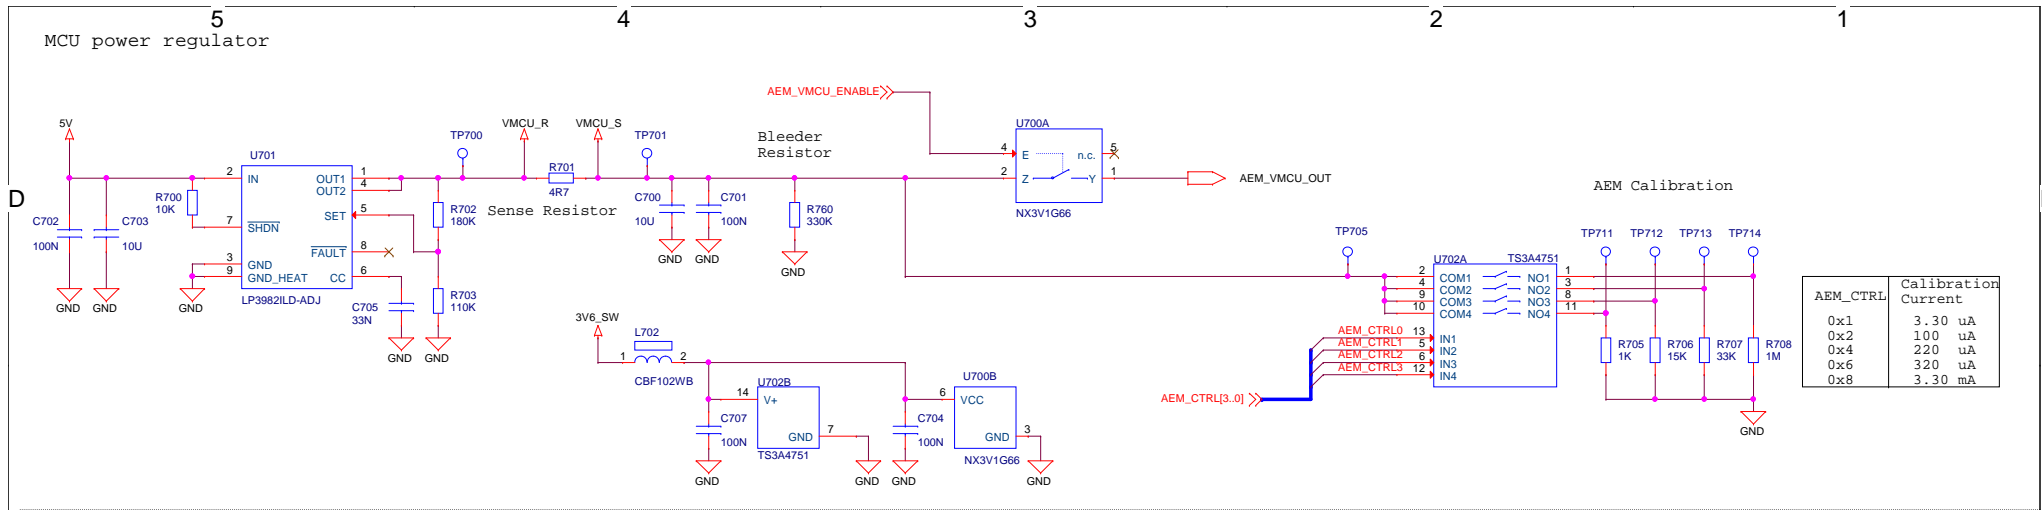 5 4 3 2 1
MCU power regulator
D
5V
C702
100N
GND
C703
10U
GND
R700
10K
GND
U701
2 IN
7 SHDN
3 GND
9 GND_HEAT
OUT1 1
OUT2 4
SET 5
FAULT 8
CC 6
LP3982ILD-ADJ
C705
33N
GND
R702
180K
R703
110K
GND
TP700
VMCU_R
R701
4R7
Sense Resistor
VMCU_S
TP701
C700
10U
GND
C701
100N
GND
Bleeder
Resistor
R760
330K
GND
AEM_VMCU_ENABLE
U700A
4 E
n.c. 5
2 Z
Y 1
NX3V1G66
AEM_VMCU_OUT
3V6_SW
L702
1 2
CBF102WB
C707
100N
GND
U702B
14 V+
GND 7
TS3A4751
GND
C704
100N
GND
U700B
6 VCC
GND 3
NX3V1G66
GND
AEM Calibration
TP705
U702A TS3A4751
2 COM1 NO1 1
4 COM2 NO2 3
9 COM3 NO3 8
10 COM4 NO4 11
AEM_CTRL0 13 IN1
AEM_CTRL1 5 IN2
AEM_CTRL2 6 IN3
AEM_CTRL3 12 IN4
AEM_CTRL[3..0]
TP711 TP712 TP713 TP714
R705
1K
R706
15K
R707
33K
R708
1M
GND
AEM_CTRL Calibration
Current
0x1 3.30 uA
0x2 100 uA
0x4 220 uA
0x6 320 uA
0x8 3.30 mA